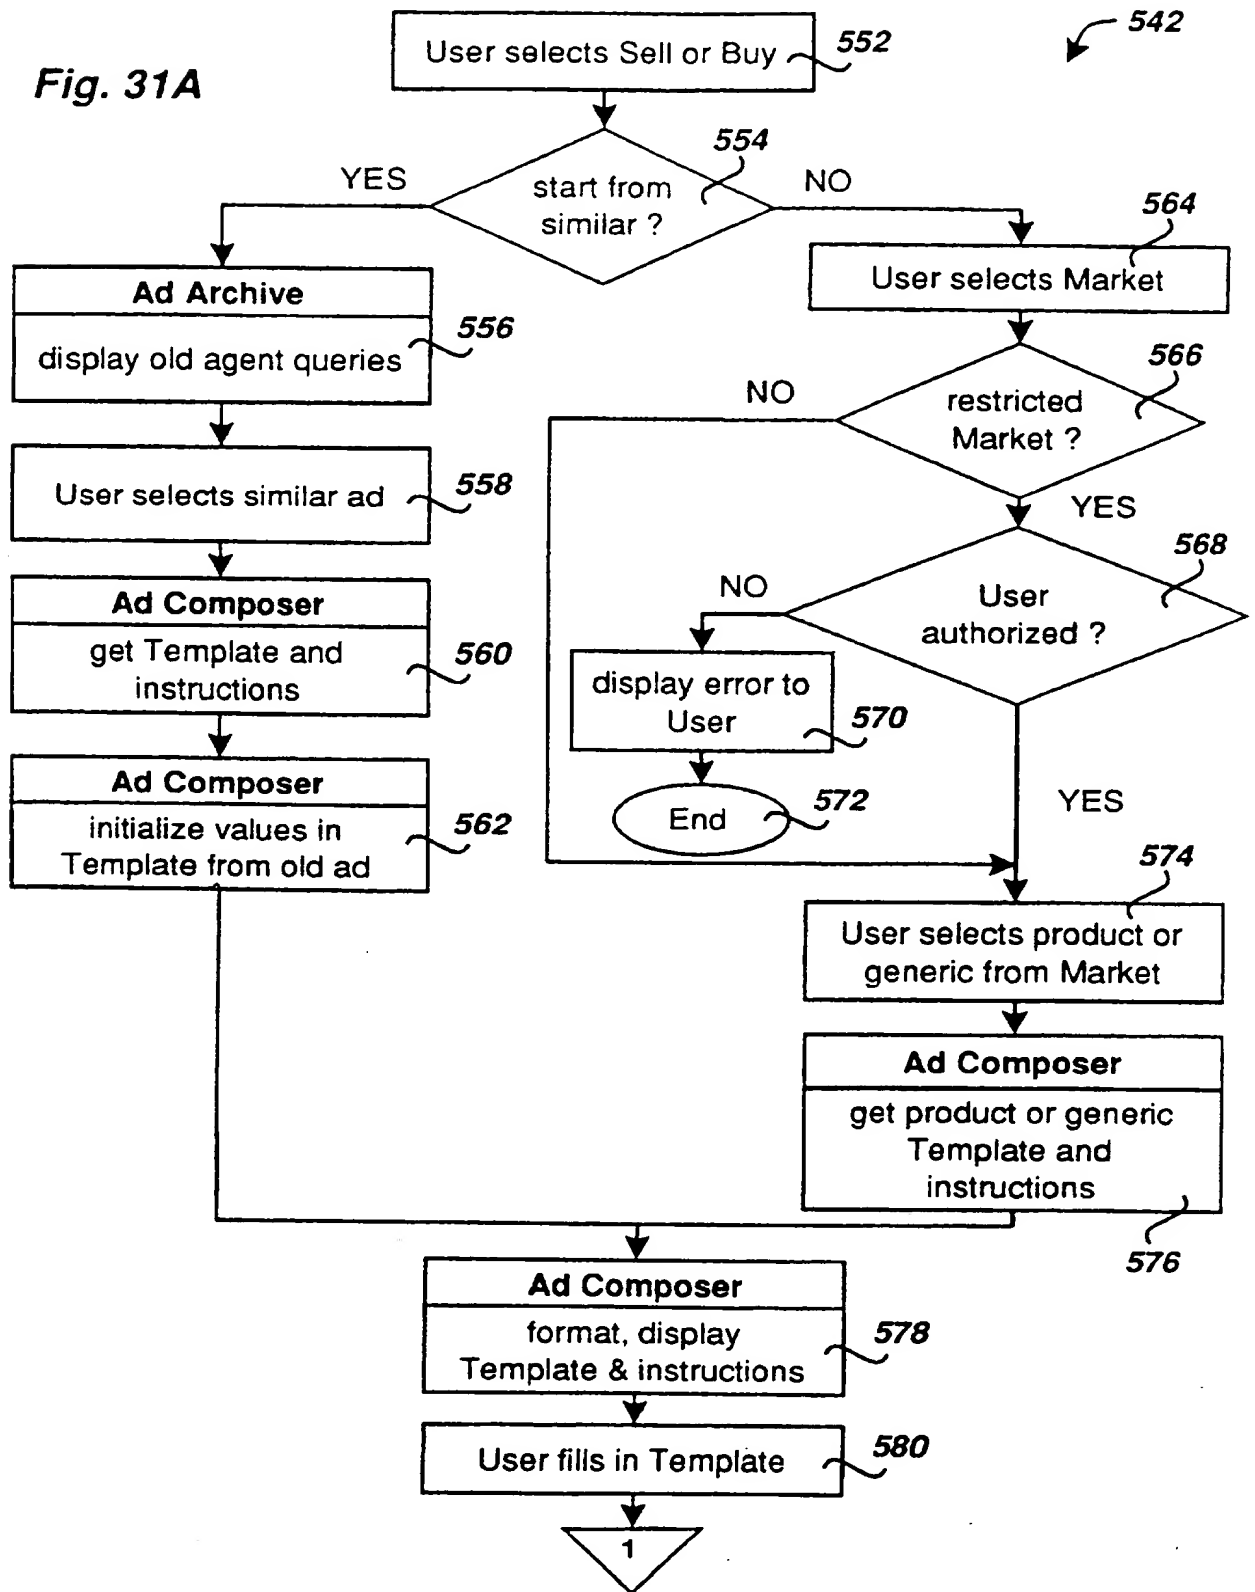 542
Fig. 31A
User selects Sell or Buy
552
554
YES
start from
similar ?
NO
564
User selects Market
Ad Archive
display old agent queries
556
566
NO
restricted
Market ?
YES
User selects similar ad
558
568
NO
User
authorized ?
Ad Composer
get Template and
instructions
560
display error to
User
570
End
572
YES
Ad Composer
initialize values in
Template from old ad
562
574
User selects product or
generic from Market
Ad Composer
get product or generic
Template and
instructions
576
Ad Composer
format, display
Template & instructions
578
User fills in Template
580
1